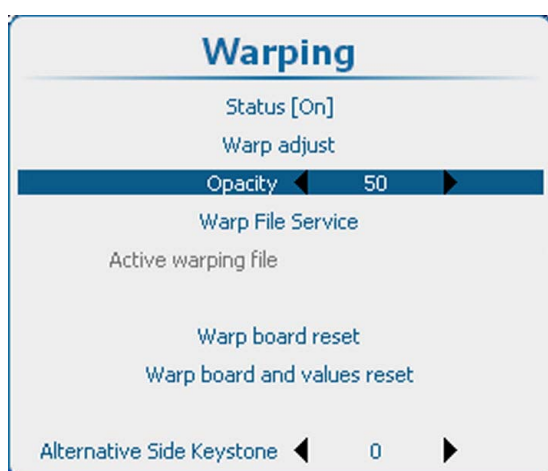 Warping
Status [On]
Warp adjust
Opacity 50
Warp File Service
Active warping file
Warp board reset
Warp board and values reset
Alternative Side Keystone 0